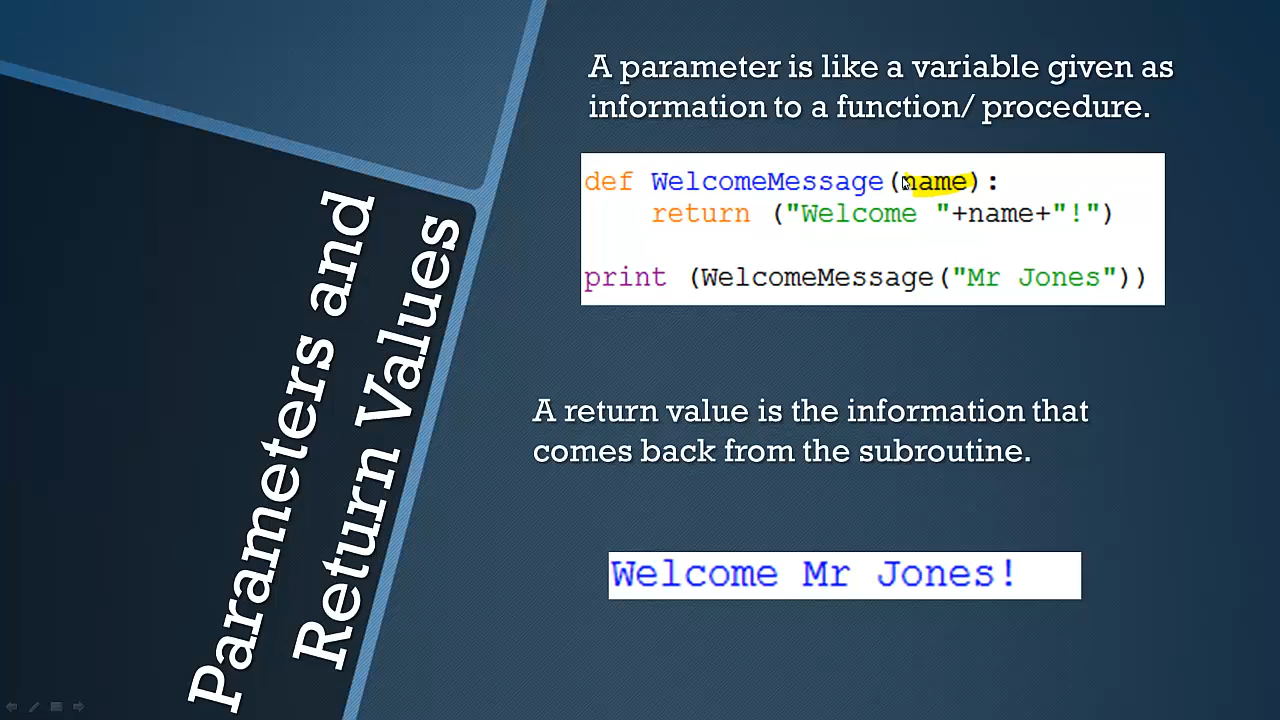 Parameters and
Return Values
A parameter is like a variable given as
information to a function/ procedure.
def WelcomeMessage(name):
    return ("Welcome "+name+"!")
print (WelcomeMessage("Mr Jones"))
A return value is the information that
comes back from the subroutine.
Welcome Mr Jones!